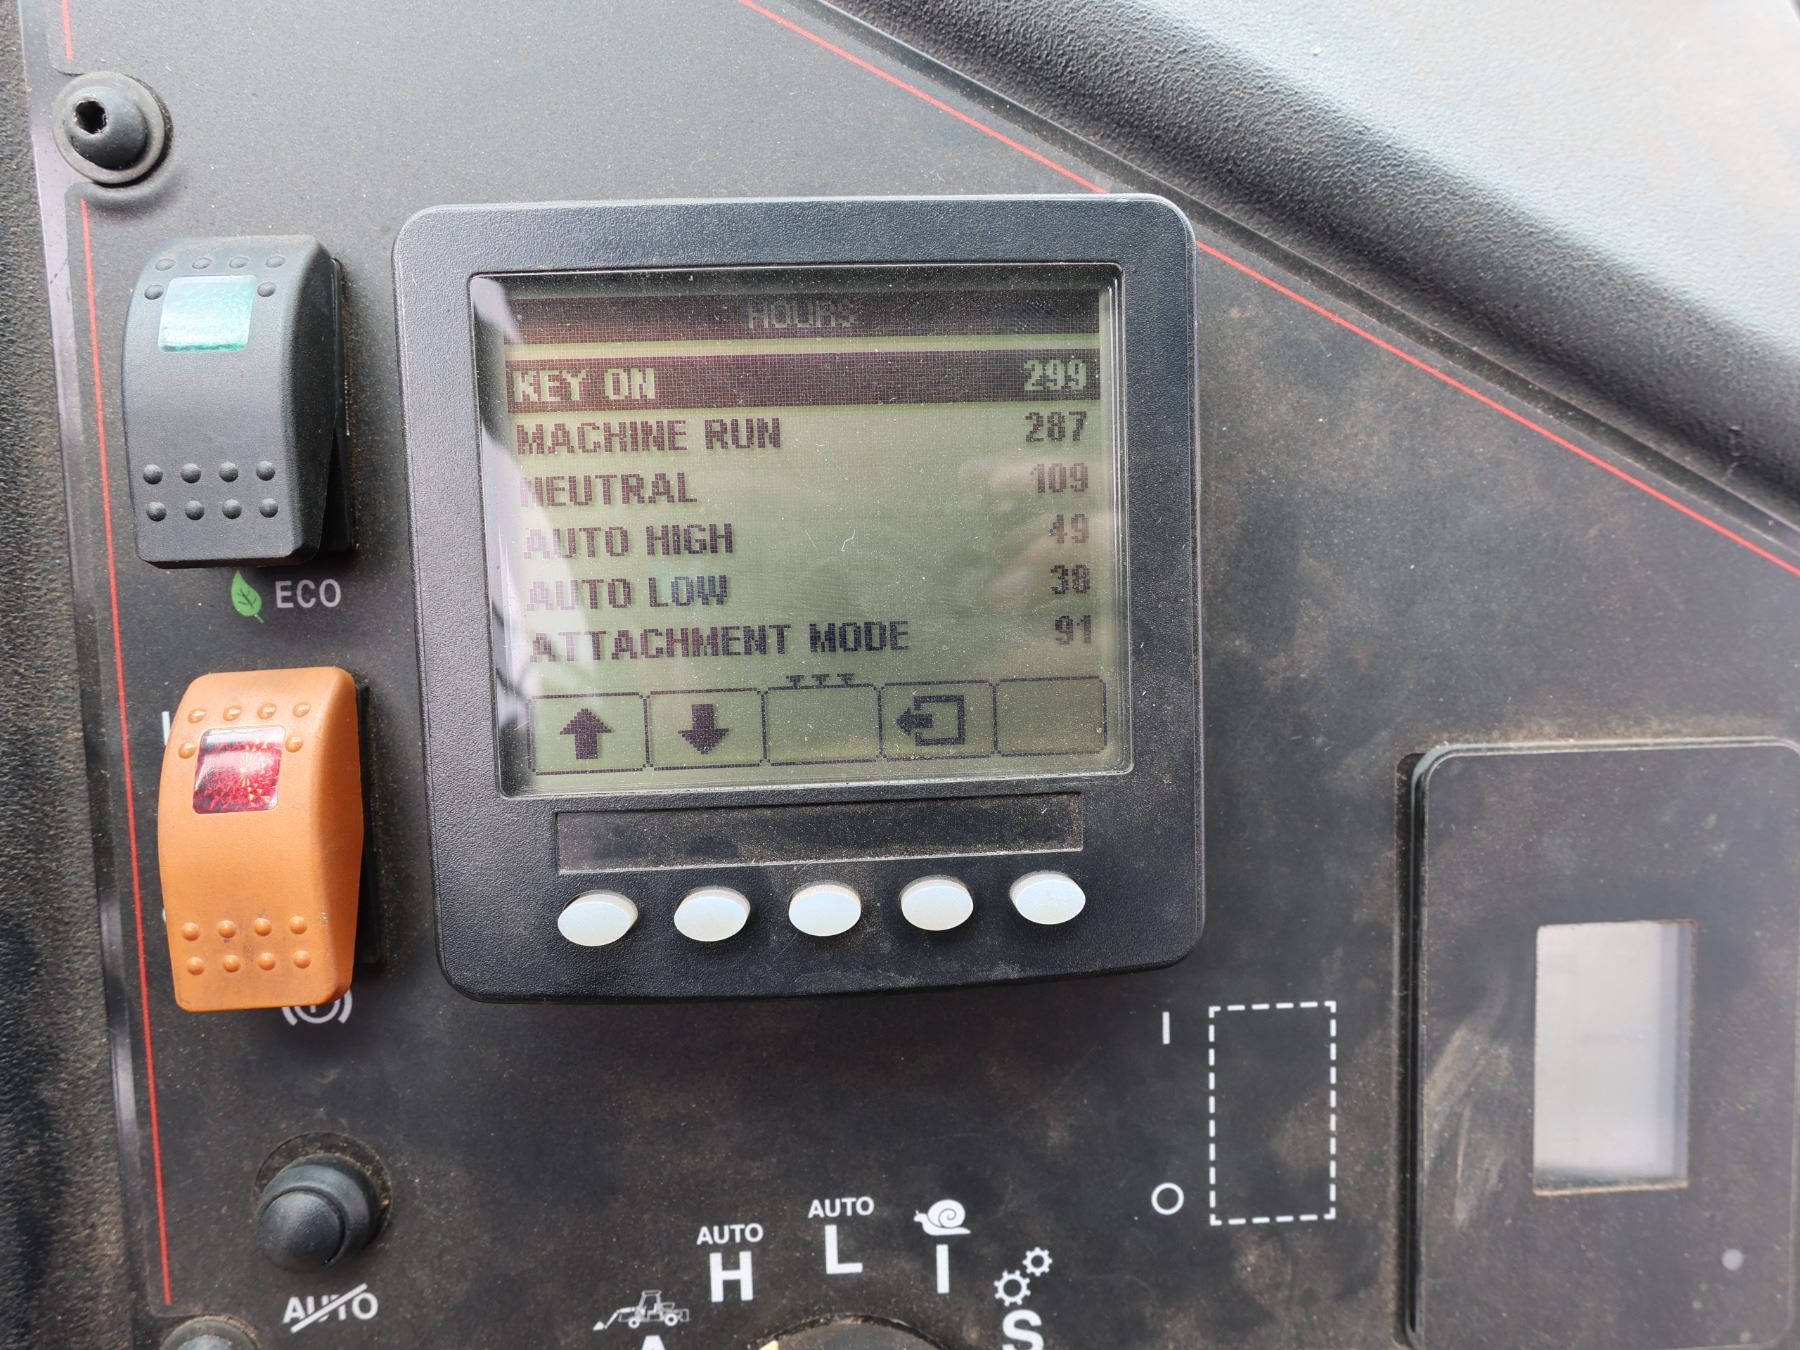 HOURS
KEY ON 299
MACHINE RUN 287
NEUTRAL 109
AUTO HIGH 49
AUTO LOW 38
ATTACHMENT MODE 91
ECO
AUTO
AUTO
H
AUTO
L
I
S
A
I
O